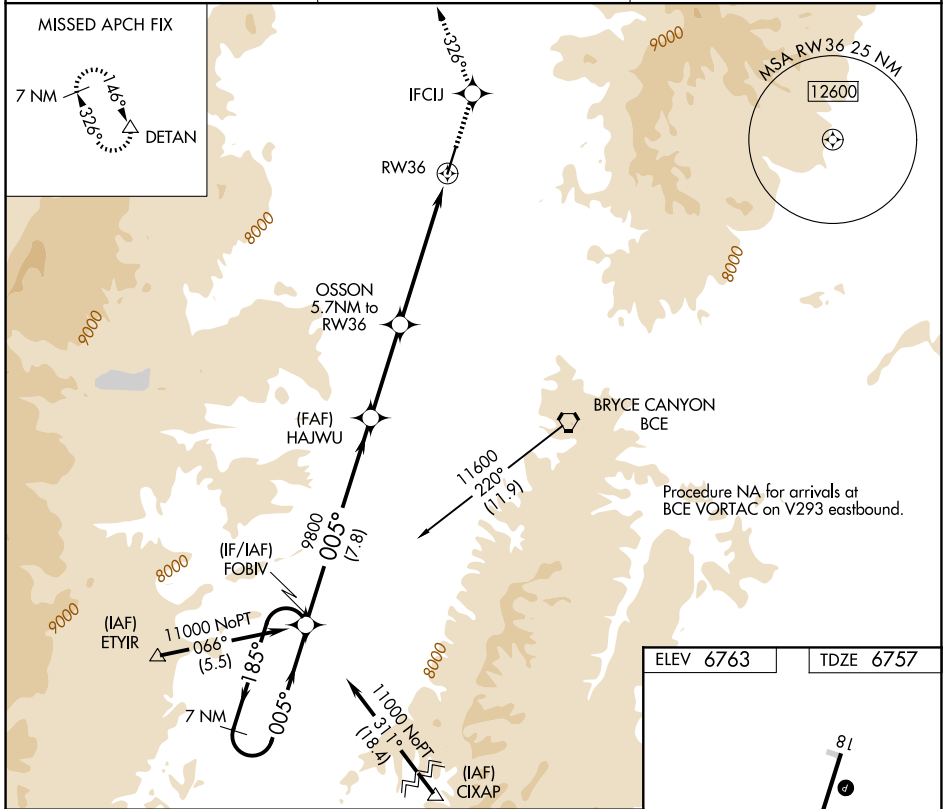 MISSED APCH FIX
7 NM
146°
326°
DETAN
326°
IFCIJ
RW36
9000
MSA RW36 25 NM
12600
8000
8000
9000
OSSON
5.7NM to
RW36
(FAF)
HAJWU
BRYCE CANYON
BCE
11600
220°
(11.9)
Procedure NA for arrivals at
BCE VORTAC on V293 eastbound.
9800
005°
(7.8)
(IF/IAF)
FOBIV
8000
9000
(IAF)
ETYIR
11000 NoPT
066°
(5.5)
185°
005°
7 NM
8000
11000 NoPT
311°
(18.4)
(IAF)
CIXAP
ELEV 6763
TDZE 6757
18
P